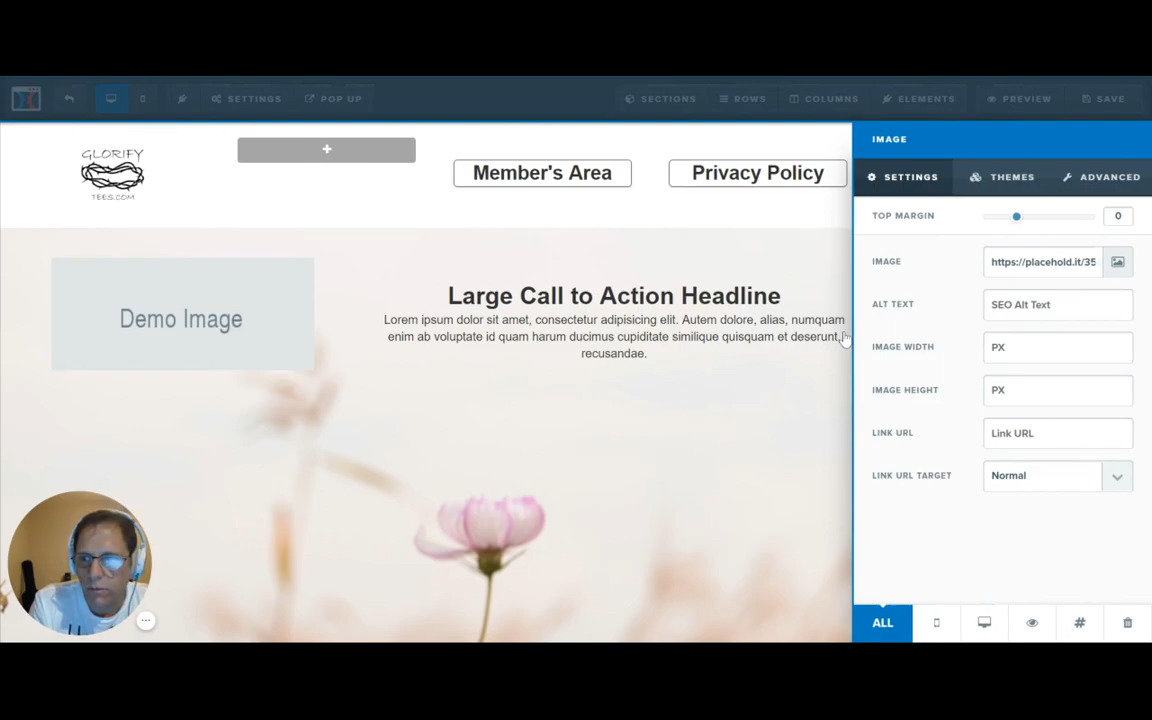 SETTINGS
POP UP
SECTIONS
ROWS
COLUMNS
ELEMENTS
PREVIEW
SAVE
GLORIFY
TEES.COM
+
Member's Area
Privacy Policy
IMAGE
SETTINGS
THEMES
ADVANCED
TOP MARGIN
0
IMAGE
https://placehold.it/35
ALT TEXT
SEO Alt Text
IMAGE WIDTH
PX
IMAGE HEIGHT
PX
LINK URL
Link URL
LINK URL TARGET
Normal
Demo Image
Large Call to Action Headline
Lorem ipsum dolor sit amet, consectetur adipisicing elit. Autem dolore, alias, numquam
enim ab voluptate id quam harum ducimus cupiditate similique quisquam et deserunt,
recusandae.
ALL
#